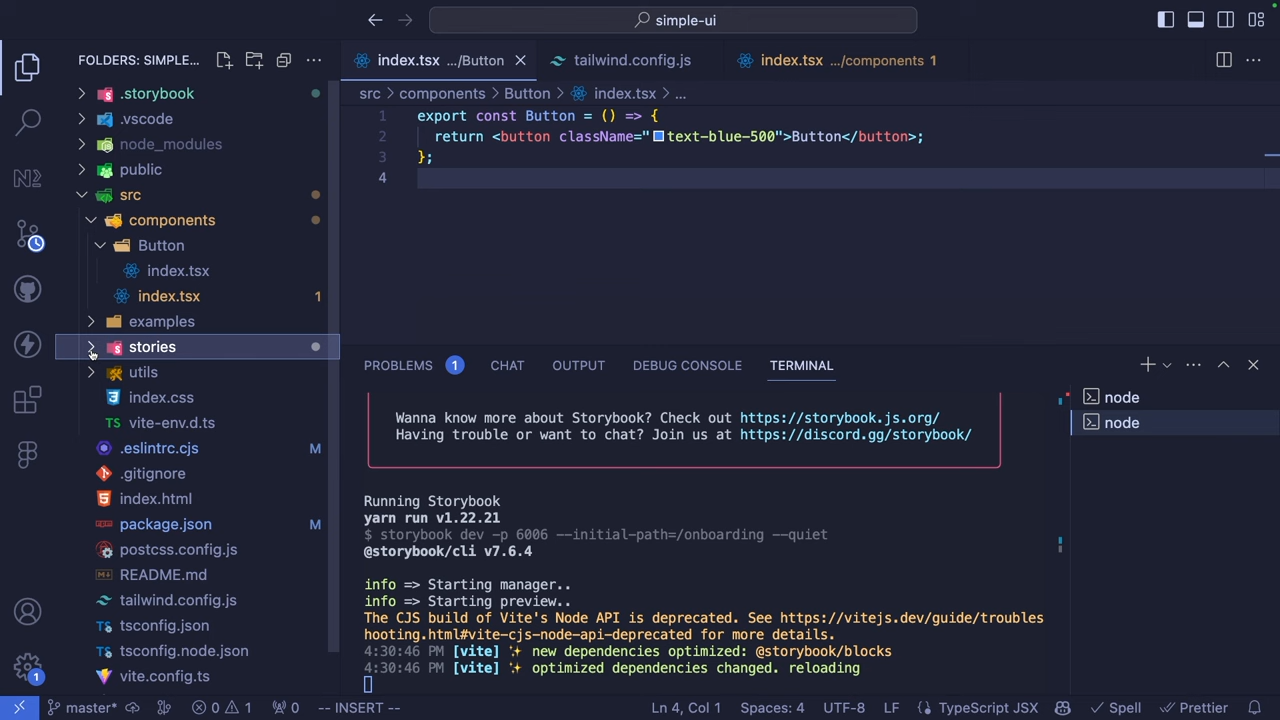 simple-ui
FOLDERS: SIMPLE...
.storybook
.vscode
node_modules
public
src
components
Button
index.tsx
index.tsx 1
examples
stories
utils
index.css
TS vite-env.d.ts
.eslintrc.cjs M
.gitignore
index.html
package.json M
postcss.config.js
README.md
tailwind.config.js
tsconfig.json
tsconfig.node.json
vite.config.ts
1
index.tsx .../Button
tailwind.config.js
index.tsx .../components 1
src > components > Button > index.tsx > ...
1 export const Button = () => {
2 return <button className="text-blue-500">Button</button>;
3 };
4
PROBLEMS 1 CHAT OUTPUT DEBUG CONSOLE TERMINAL
node
node
Wanna know more about Storybook? Check out https://storybook.js.org/
Having trouble or want to chat? Join us at https://discord.gg/storybook/
Running Storybook
yarn run v1.22.21
$ storybook dev -p 6006 --initial-path=/onboarding --quiet
@storybook/cli v7.6.4
info => Starting manager..
info => Starting preview..
The CJS build of Vite's Node API is deprecated. See https://vitejs.dev/guide/troubles
hooting.html#vite-cjs-node-api-deprecated for more details.
4:30:46 PM [vite] ✨ new dependencies optimized: @storybook/blocks
4:30:46 PM [vite] ✨ optimized dependencies changed. reloading
master* 0 1 0 -- INSERT -- Ln 4, Col 1 Spaces: 4 UTF-8 LF TypeScript JSX Spell Prettier